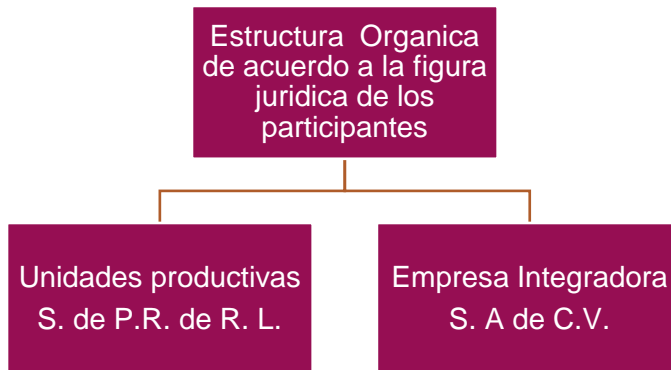 Estructura Organica
de acuerdo a la figura
juridica de los
participantes
Unidades productivas
S. de P.R. de R. L.
Empresa Integradora
S. A de C.V.